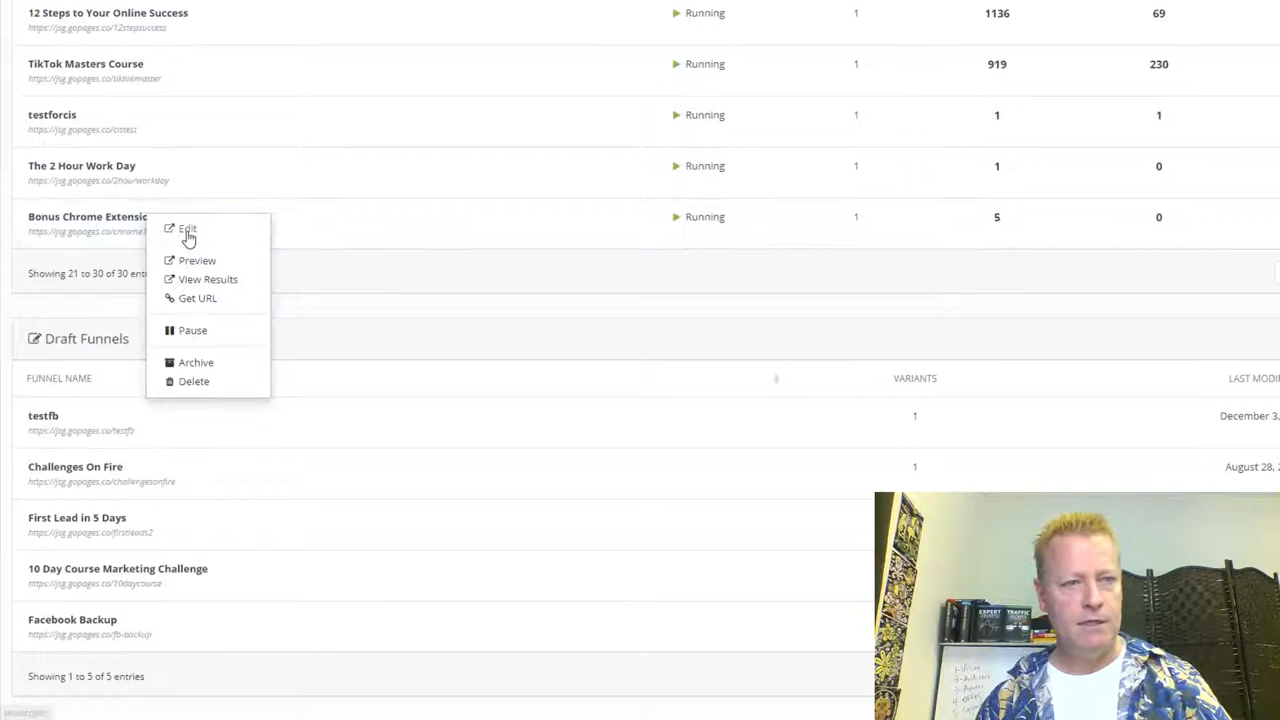 12 Steps to Your Online Success
https://jsg.gopages.co/12stepsuccess
Running 1 1136 69
TikTok Masters Course
https://jsg.gopages.co/tiktokmaster
Running 1 919 230
testforcis
https://jsg.gopages.co/cistest
Running 1 1 1
The 2 Hour Work Day
https://jsg.gopages.co/2hourworkday
Running 1 1 0
Bonus Chrome Extensio
Running 1 5 0
Edit
Preview
View Results
Get URL
Pause
Archive
Delete
Showing 21 to 30 of 30 ent
Draft Funnels
FUNNEL NAME VARIANTS LAST MODIF
testfb 1 December 3,
https://jsg.gopages.co/testfb
Challenges On Fire 1 August 28, 2
https://jsg.gopages.co/challengesonfire
First Lead in 5 Days
https://jsg.gopages.co/firstleads2
10 Day Course Marketing Challenge
https://jsg.gopages.co/10daycourse
Facebook Backup
https://jsg.gopages.co/fb-backup
Showing 1 to 5 of 5 entries
EXPERT
TRAFFIC